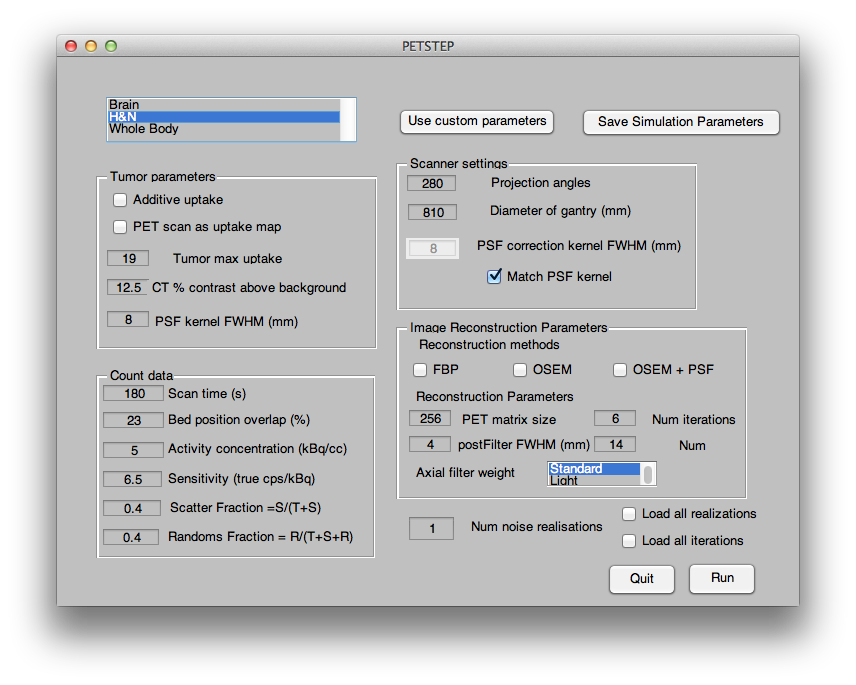 PETSTEP
Brain
H&N
Whole Body
Use custom parameters
Save Simulation Parameters
Tumor parameters
Additive uptake
PET scan as uptake map
19 Tumor max uptake
12.5 CT % contrast above background
8 PSF kernel FWHM (mm)
Count data
180 Scan time (s)
23 Bed position overlap (%)
5 Activity concentration (kBq/cc)
6.5 Sensitivity (true cps/kBq)
0.4 Scatter Fraction =S/(T+S)
0.4 Randoms Fraction = R/(T+S+R)
Scanner settings
280 Projection angles
810 Diameter of gantry (mm)
8 PSF correction kernel FWHM (mm)
Match PSF kernel
Image Reconstruction Parameters
Reconstruction methods
FBP OSEM OSEM + PSF
Reconstruction Parameters
256 PET matrix size 6 Num iterations
4 postFilter FWHM (mm) 14 Num
Axial filter weight Standard
Light
1 Num noise realisations
Load all realizations
Load all iterations
Quit Run